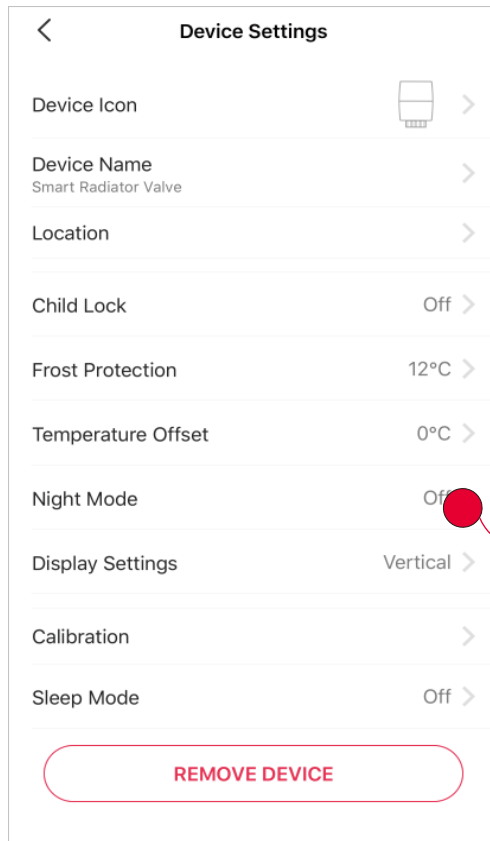 Device Settings
Device Icon
Device Name
Smart Radiator Valve
Location
Child Lock Off
Frost Protection 12°C
Temperature Offset 0°C
Night Mode Off
Display Settings Vertical
Calibration
Sleep Mode Off
REMOVE DEVICE